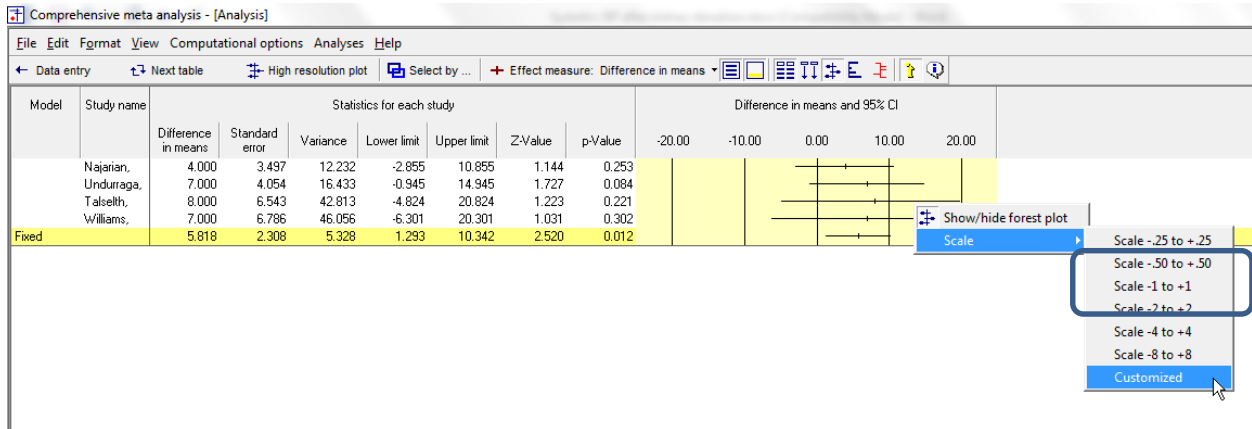 Comprehensive meta analysis - [Analysis]
File Edit Format View Computational options Analyses Help
← Data entry Next table High resolution plot Select by ... + Effect measure: Difference in means
Model Study name Statistics for each study Difference in means and 95% CI
Difference in means Standard error Variance Lower limit Upper limit Z-Value p-Value -20.00 -10.00 0.00 10.00 20.00
Najarian, 4.000 3.497 12.232 -2.855 10.855 1.144 0.253
Undurraga, 7.000 4.054 16.433 -0.945 14.945 1.727 0.084
Talselth, 8.000 6.543 42.813 -4.824 20.824 1.223 0.221
Williams, 7.000 6.786 46.056 -6.301 20.301 1.031 0.302
Fixed 5.818 2.308 5.328 1.293 10.342 2.520 0.012
Show/hide forest plot
Scale
Scale -.25 to +.25
Scale -.50 to +.50
Scale -1 to +1
Scale -2 to +2
Scale -4 to +4
Scale -8 to +8
Customized